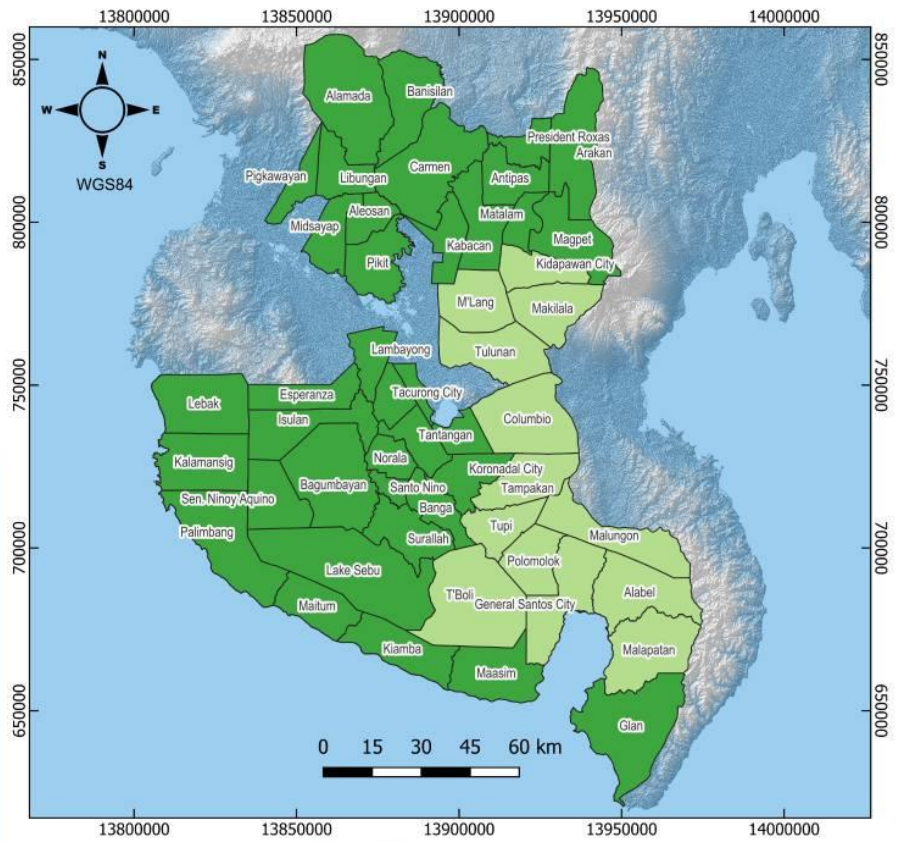 13800000 13850000 13900000 13950000 14000000
850000 850000
800000 800000
750000 750000
700000 700000
650000 650000
N
W E
S
WGS84
Alamada
Banisilan
President Roxas
Arakan
Carmen
Pigkawayan
Libungan
Antipas
Aleosan
Matalam
Midsayap
Magpet
Kabacan
Pikit
Kidapawan City
M'Lang
Makilala
Lambayong
Tulunan
Esperanza
Tacurong City
Lebak
Isulan
Columbio
Tantangan
Norala
Kalamansig
Koronadal City
Bagumbayan
Santo Nino
Tampakan
Sen. Ninoy Aquino
Banga
Tupi
Palimbang
Surallah
Malungon
Polomolok
Lake Sebu
T'Boli
Alabel
General Santos City
Maitum
Kiamba
Malapatan
Maasim
Glan
0 15 30 45 60 km
13800000 13850000 13900000 13950000 14000000